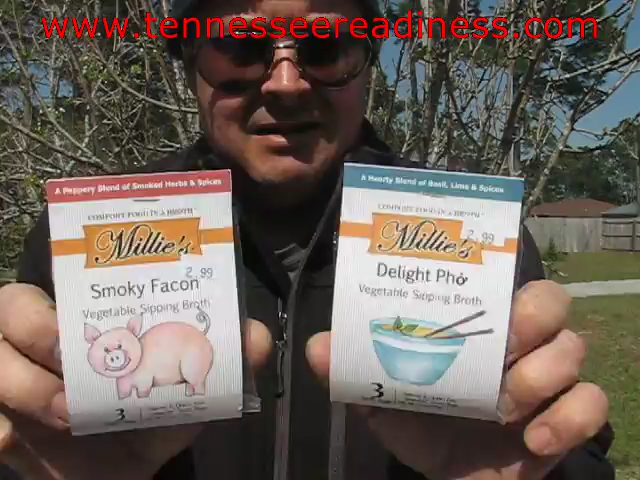 www.tennesseereadiness.com
A Peppery Blend of Smoked Herbs & Spices
COMFORT FOOD IN A BROTH™
Millie's
2.99
Smoky Facon
Vegetable Sipping Broth
3
A Hearty Blend of Basil, Lime & Spices
COMFORT FOOD IN A BROTH™
Millie's
2.99
Delight Phở
Vegetable Sipping Broth
3